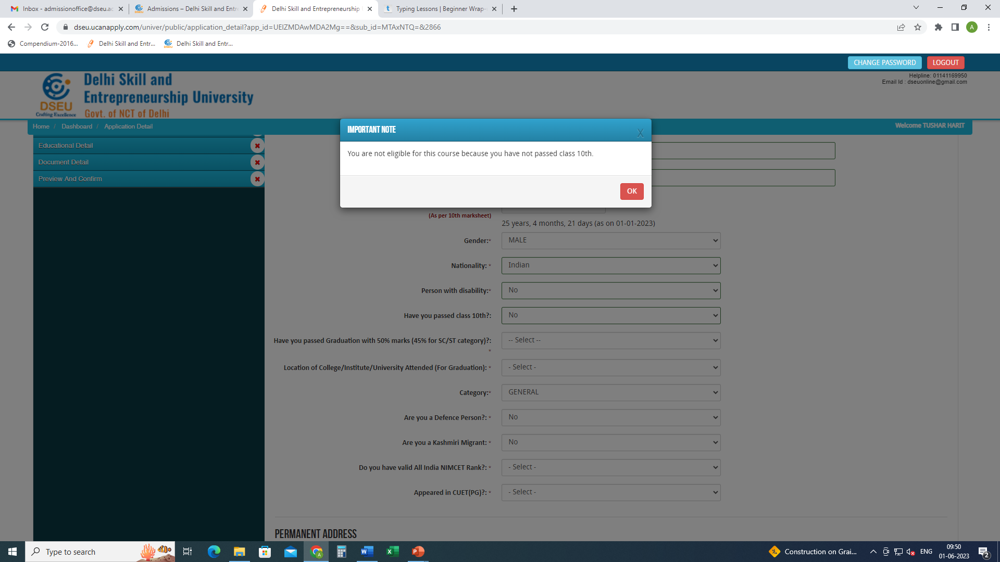 Inbox - admissionoffice@dseu.ac
Admissions – Delhi Skill and Entr
Delhi Skill and Entrepreneurship
Typing Lessons | Beginner Wrap-
dseu.ucanapply.com/univer/public/application_detail?app_id=UEIZMDAwMDA2Mg==&sub_id=MTAxNTQ=&2866
A
Compendium-2016...
Delhi Skill and Entr...
Delhi Skill and Entr...
CHANGE PASSWORD
LOGOUT
Helpline: 01141169950
Email Id : dseuonline@gmail.com
DSEU
Crafting Excellence
Delhi Skill and
Entrepreneurship University
Govt. of NCT of Delhi
Home / Dashboard / Application Detail
Welcome TUSHAR HARIT
Educational Detail
Document Detail
Preview And Confirm
IMPORTANT NOTE
X
You are not eligible for this course because you have not passed class 10th.
OK
(As per 10th marksheet)
25 years, 4 months, 21 days (as on 01-01-2023)
Gender:* MALE
Nationality: * Indian
Person with disability:* No
Have you passed class 10th?: No
Have you passed Graduation with 50% marks (45% for SC/ST category)?: -- Select --
*
Location of College/Institute/University Attended (For Graduation): * - Select -
Category:* GENERAL
Are you a Defence Person?: * No
Are you a Kashmiri Migrant: * No
Do you have valid All India NIMCET Rank?: * - Select -
Appeared in CUET(PG)?: * - Select -
PERMANENT ADDRESS
Type to search
Construction on Grai...
ENG
09:50
01-06-2023
2